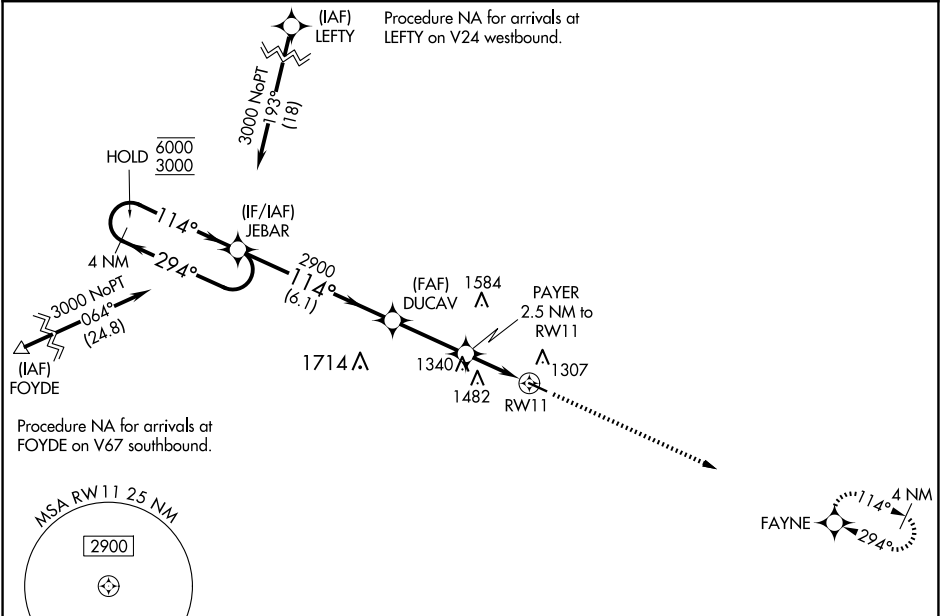 (IAF)
LEFTY
Procedure NA for arrivals at
LEFTY on V24 westbound.
3000 NoPT
193°
(18)
HOLD
6000
3000
114°
(IF/IAF)
JEBAR
4 NM
294°
2900
114°
(6.1)
(FAF)
DUCAV
1584
PAYER
2.5 NM to
RW11
3000 NoPT
064°
(24.8)
(IAF)
FOYDE
1714
1340
1482
1307
RW11
Procedure NA for arrivals at
FOYDE on V67 southbound.
MSA RW11 25 NM
2900
FAYNE
114°
4 NM
294°